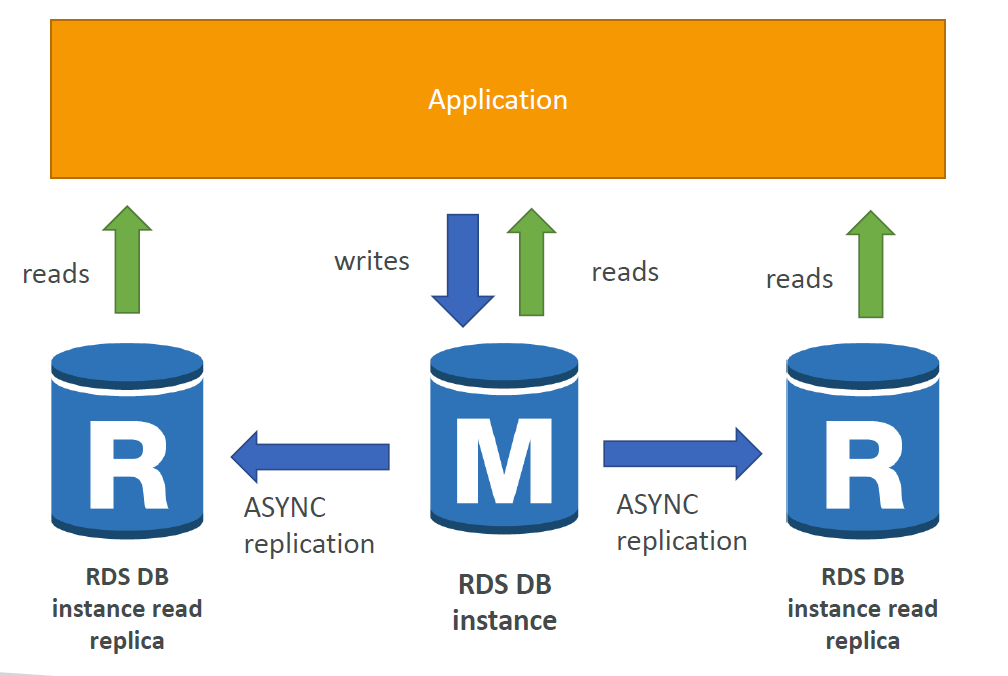 Application
reads
writes
reads
reads
R
M
R
ASYNC
replication
ASYNC
replication
RDS DB
instance read
replica
RDS DB
instance
RDS DB
instance read
replica